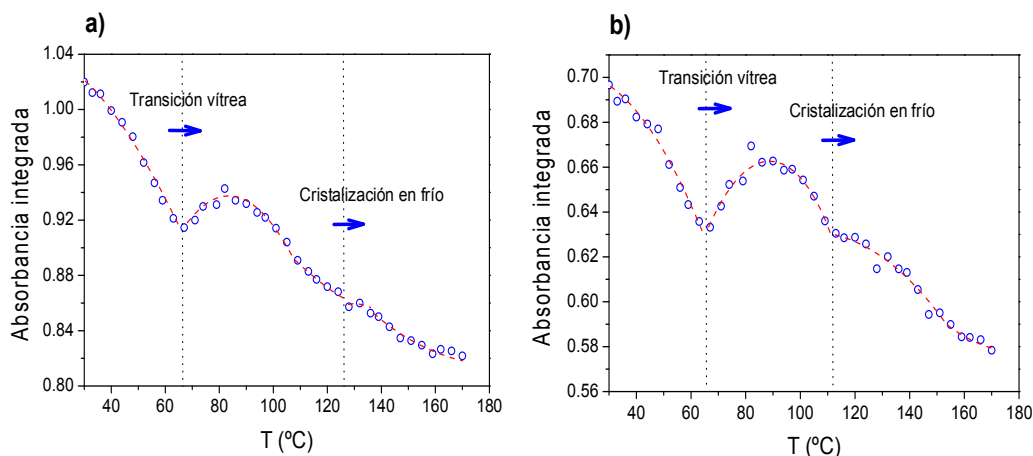 a)
1.04
1.00
0.96
0.92
0.88
0.84
0.80
Absorbancia integrada
Transición vítrea
Cristalización en frío
40 60 80 100 120 140 160 180
T (ºC)
b)
0.70
0.68
0.66
0.64
0.62
0.60
0.58
0.56
Absorbancia integrada
Transición vítrea
Cristalización en frío
40 60 80 100 120 140 160 180
T (ºC)